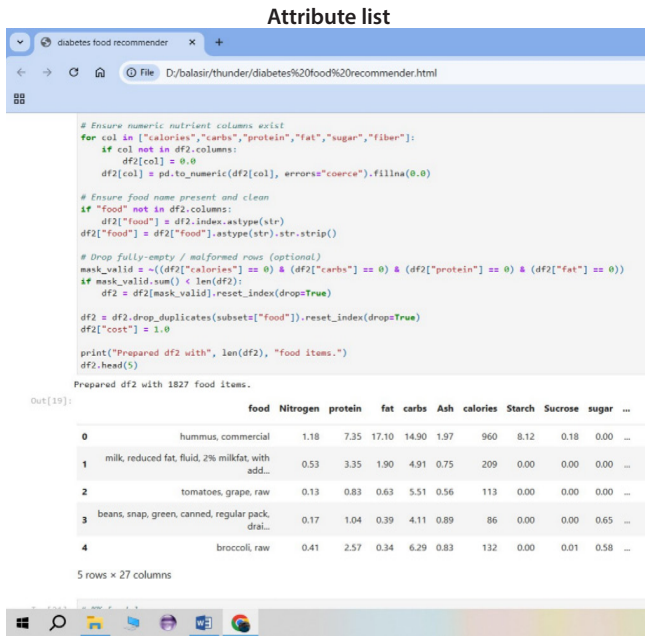 Attribute list
diabetes food recommender
File D:/balasir/thunder/diabetes%20food%20recommender.html
# Ensure numeric nutrient columns exist
for col in ["calories","carbs","protein","fat","sugar","fiber"]:
    if col not in df2.columns:
        df2[col] = 0.0
    df2[col] = pd.to_numeric(df2[col], errors="coerce").fillna(0.0)
# Ensure food name present and clean
if "food" not in df2.columns:
    df2["food"] = df2.index.astype(str)
df2["food"] = df2["food"].astype(str).str.strip()
# Drop fully-empty / malformed rows (optional)
mask_valid = ~((df2["calories"] == 0) & (df2["carbs"] == 0) & (df2["protein"] == 0) & (df2["fat"] == 0))
if mask_valid.sum() < len(df2):
    df2 = df2[mask_valid].reset_index(drop=True)
df2 = df2.drop_duplicates(subset=["food"]).reset_index(drop=True)
df2["cost"] = 1.0
print("Prepared df2 with", len(df2), "food items.")
df2.head(5)
Prepared df2 with 1827 food items.
Out[19]:
food Nitrogen protein fat carbs Ash calories Starch Sucrose sugar ...
0 hummus, commercial 1.18 7.35 17.10 14.90 1.97 960 8.12 0.18 0.00 ...
1 milk, reduced fat, fluid, 2% milkfat, with add... 0.53 3.35 1.90 4.91 0.75 209 0.00 0.00 0.00 ...
2 tomatoes, grape, raw 0.13 0.83 0.63 5.51 0.56 113 0.00 0.00 0.00 ...
3 beans, snap, green, canned, regular pack, drai... 0.17 1.04 0.39 4.11 0.89 86 0.00 0.00 0.65 ...
4 broccoli, raw 0.41 2.57 0.34 6.29 0.83 132 0.00 0.01 0.58 ...
5 rows × 27 columns